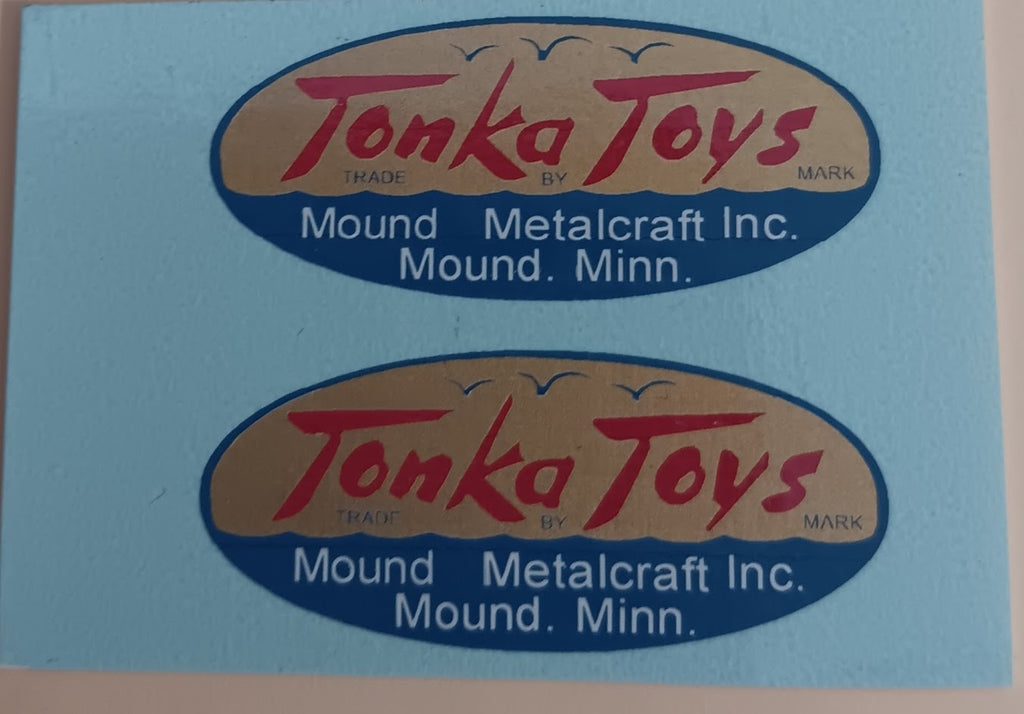 Tonka Toys
TRADE BY MARK
Mound Metalcraft Inc.
Mound. Minn.
Tonka Toys
TRADE BY MARK
Mound Metalcraft Inc.
Mound. Minn.